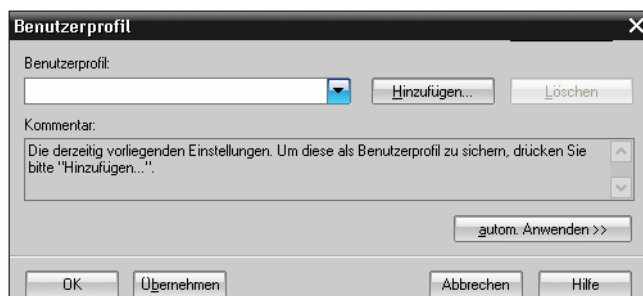 Benutzerprofil
Benutzerprofil:
Hinzufügen... Löschen
Kommentar:
Die derzeitig vorliegenden Einstellungen. Um diese als Benutzerprofil zu sichern, drücken Sie
bitte "Hinzufügen...".
autom. Anwenden >>
OK Übernehmen Abbrechen Hilfe